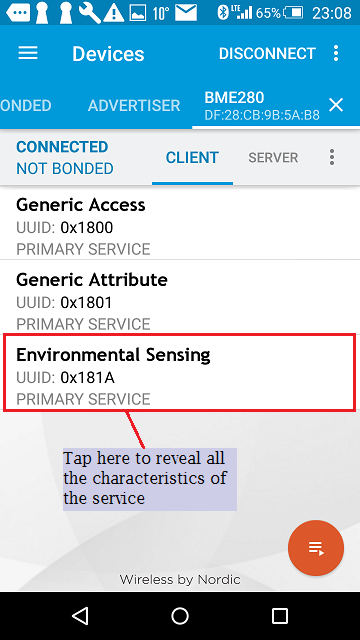 10° LTE 65% 23:08
Devices DISCONNECT
ONDED ADVERTISER BME280
DF:28:CB:9B:5A:B8
CONNECTED
NOT BONDED CLIENT SERVER
Generic Access
UUID: 0x1800
PRIMARY SERVICE
Generic Attribute
UUID: 0x1801
PRIMARY SERVICE
Environmental Sensing
UUID: 0x181A
PRIMARY SERVICE
Tap here to reveal all
the characteristics of
the service
Wireless by Nordic